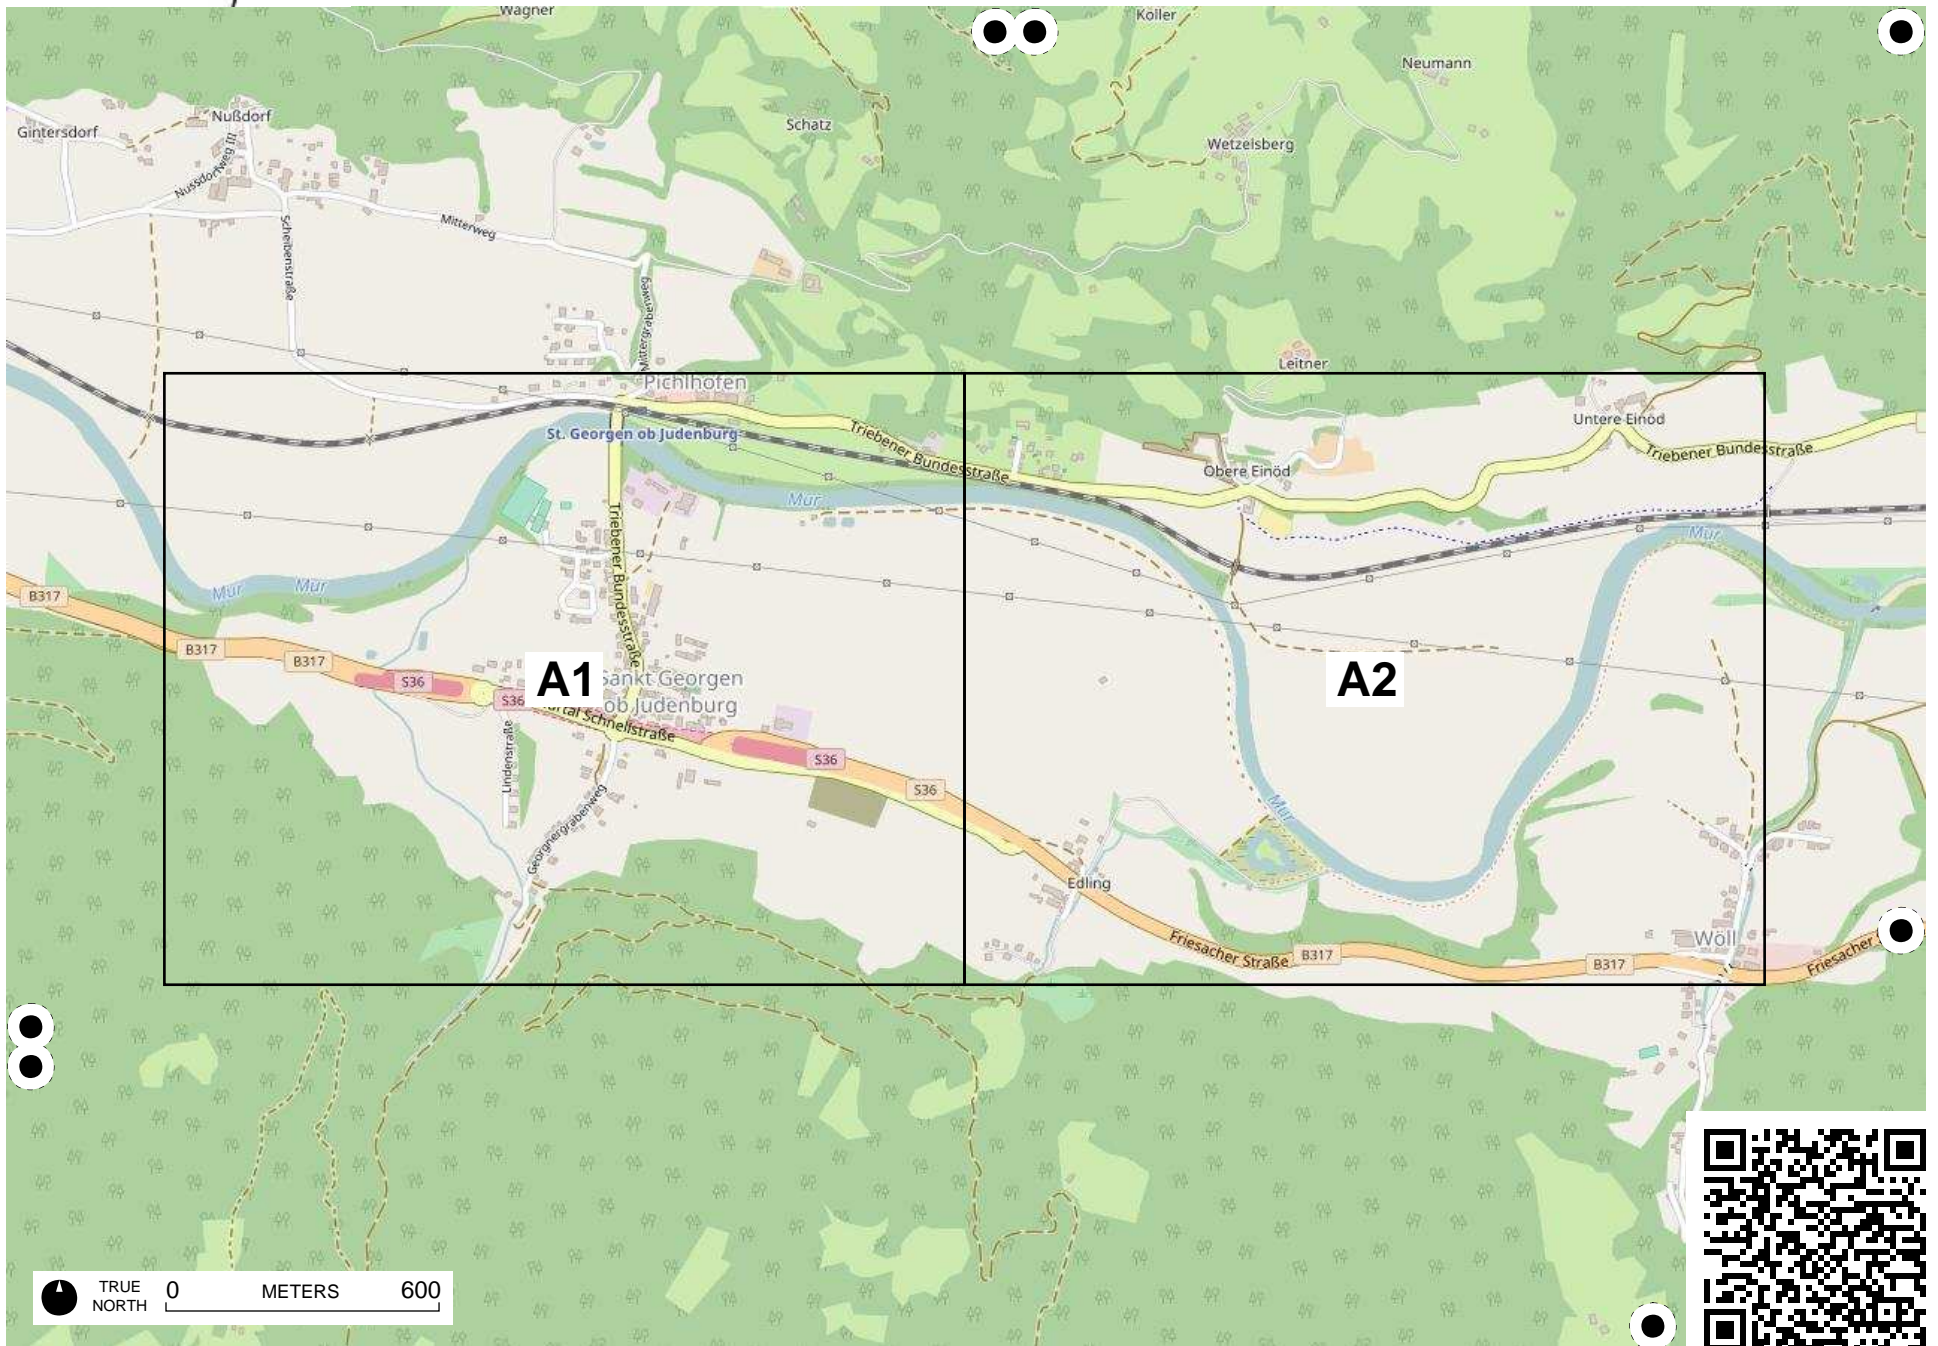 Wagner
Koller
Neumann
Gintersdorf
Nußdorf
Schatz
Wetzelsberg
Nussdorfweg III
Mitterweg
Scheibenstraße
Mittergrabenweg
Leitner
Pichlhofen
Untere Einöd
St. Georgen ob Judenburg
Triebener Bundesstraße
Triebener Bundesstraße
Obere Einöd
Mur
Triebener Bundesstraße
Mur
Mur
Mur
B317
B317
B317
S36
S36
A1
A2
Sankt Georgen
ob Judenburg
Murtal Schnellstraße
Lindenstraße
S36
S36
Georgnergrabenweg
Mur
Edling
Friesacher Straße
B317
B317
Wöll
Friesacher
TRUE
NORTH
0
METERS
600